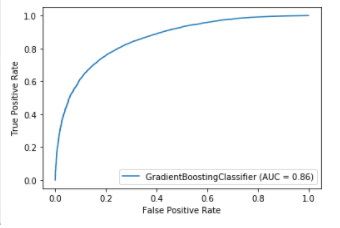 1.0
0.8
0.6
0.4
0.2
0.0
True Positive Rate
GradientBoostingClassifier (AUC = 0.86)
0.0 0.2 0.4 0.6 0.8 1.0
False Positive Rate